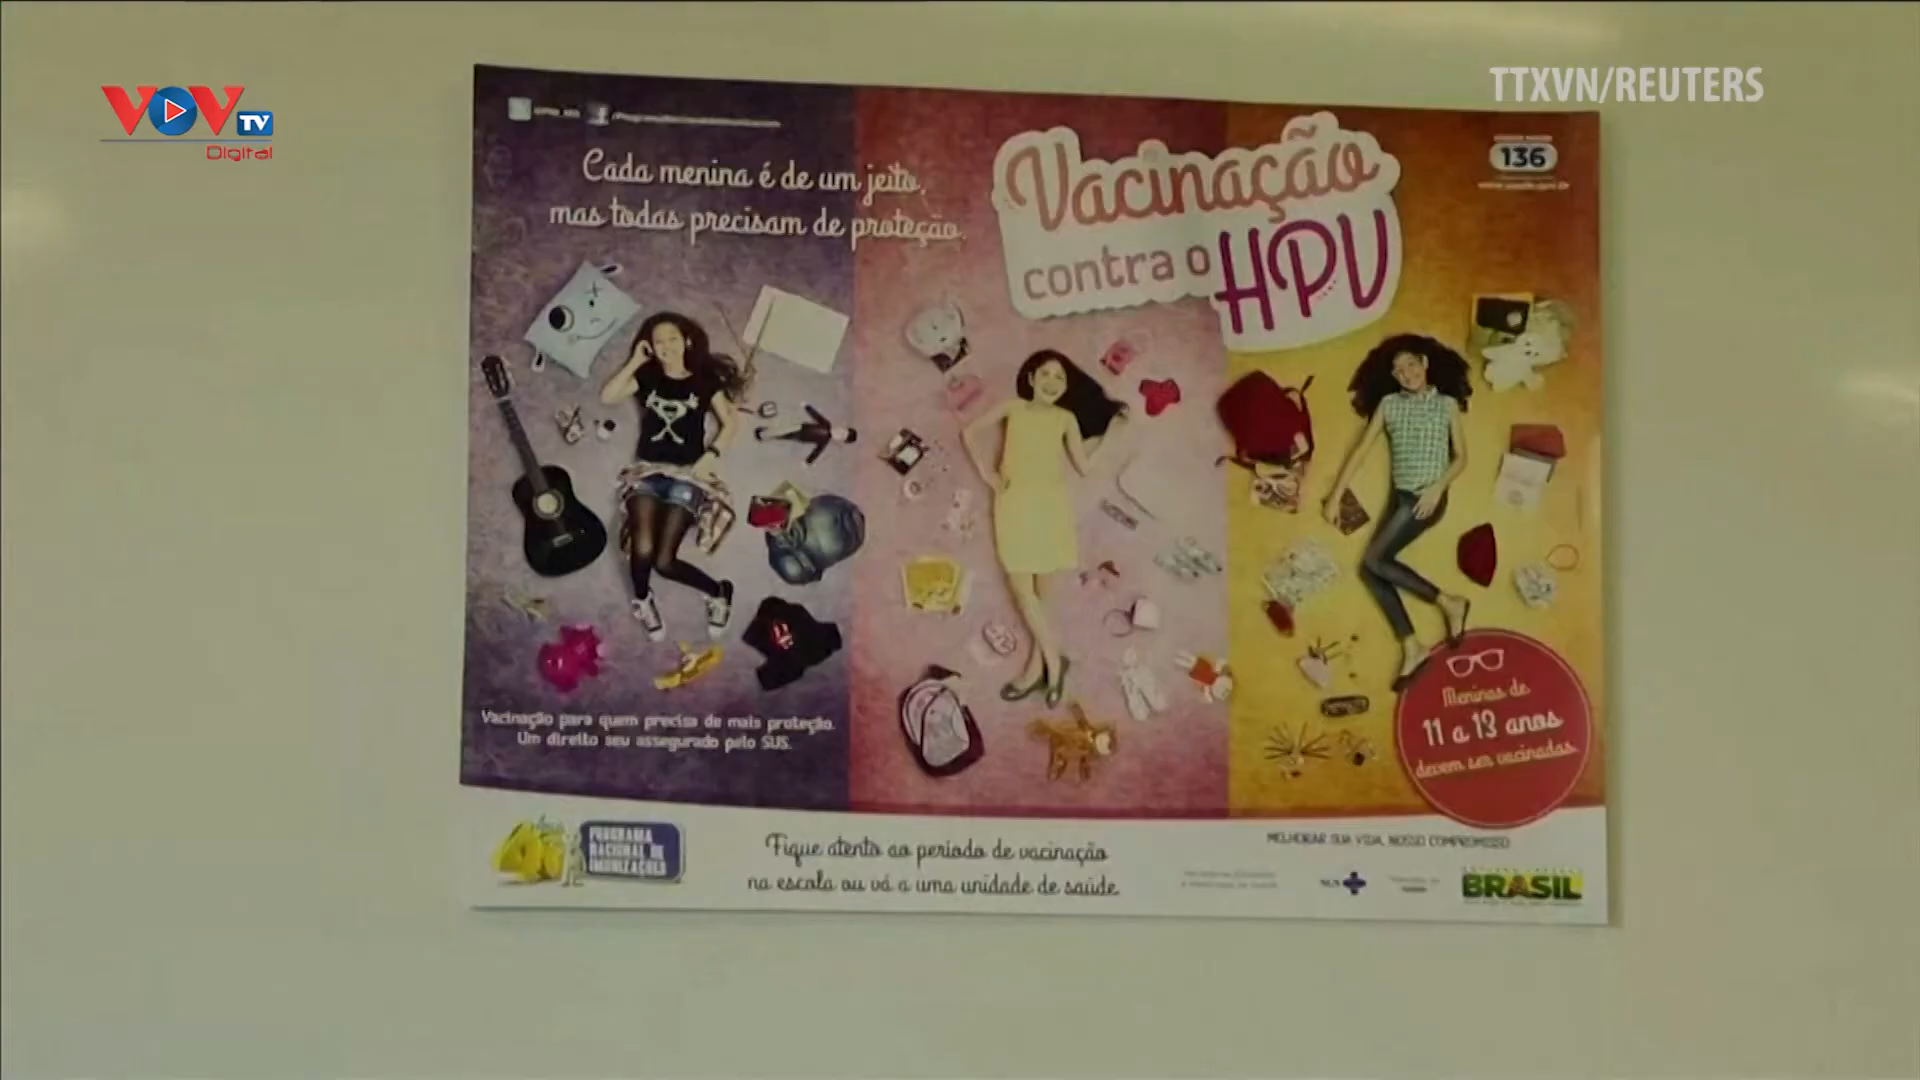 VOV TV
Digital
TTXVN/REUTERS
Cada menina é de um jeito,
mas todas precisam de proteção.
Vacinação
contra o HPV
136
Vacinação para quem precisa de mais proteção.
Um direito seu assegurado pelo SUS.
Meninas de
11 a 13 anos
devem ser vacinadas.
PROGRAMA
NACIONAL DE
IMUNIZAÇÕES
Fique atento ao período de vacinação
na escola ou vá a uma unidade de saúde.
MELHORAR SUA VIDA, NOSSO COMPROMISSO
SUS
BRASIL